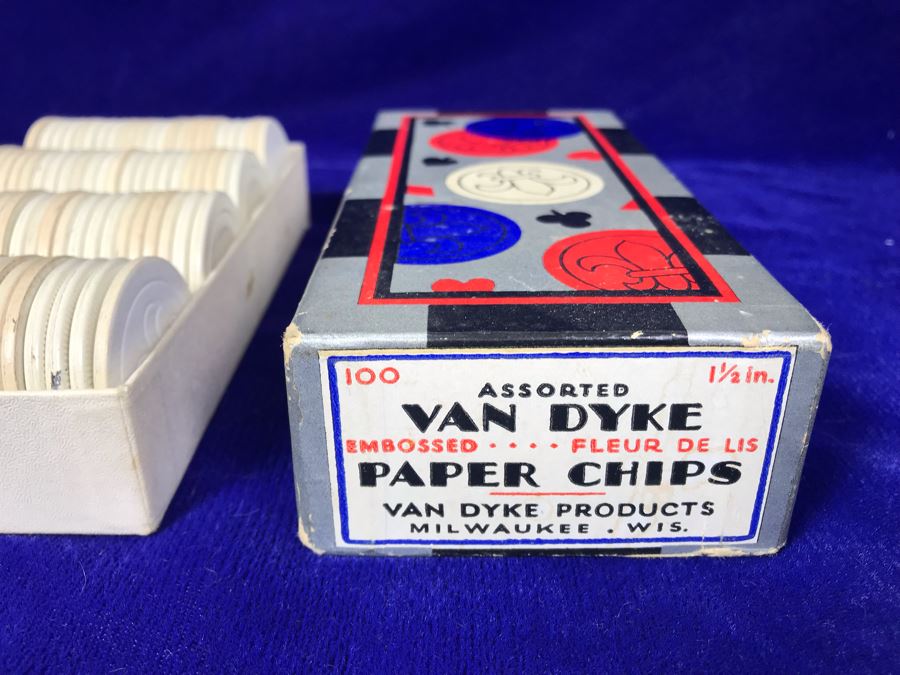 100 1½ in.
ASSORTED
VAN DYKE
EMBOSSED · · · · FLEUR DE LIS
PAPER CHIPS
VAN DYKE PRODUCTS
MILWAUKEE . WIS.